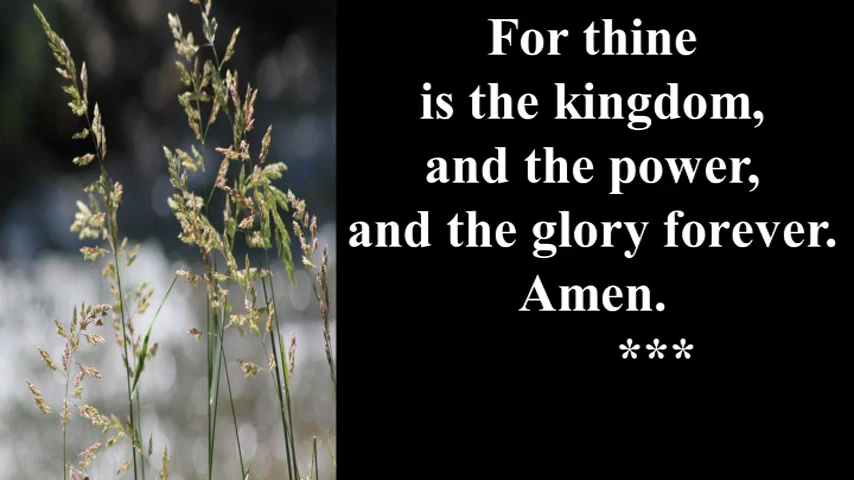 For thine
is the kingdom,
and the power,
and the glory forever.
Amen.
***